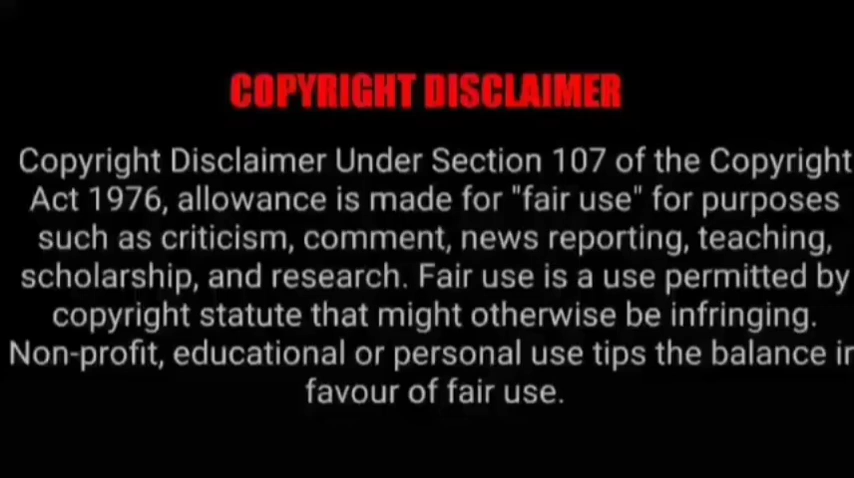 COPYRIGHT DISCLAIMER
Copyright Disclaimer Under Section 107 of the Copyright
Act 1976, allowance is made for "fair use" for purposes
such as criticism, comment, news reporting, teaching,
scholarship, and research. Fair use is a use permitted by
copyright statute that might otherwise be infringing.
Non-profit, educational or personal use tips the balance in
favour of fair use.